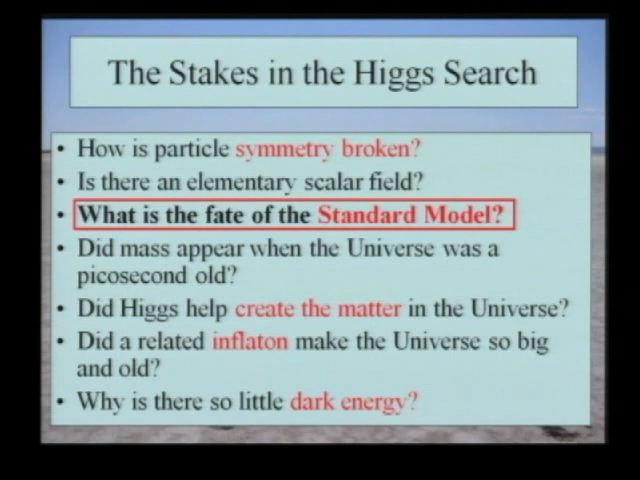 The Stakes in the Higgs Search
• How is particle symmetry broken?
• Is there an elementary scalar field?
• What is the fate of the Standard Model?
• Did mass appear when the Universe was a
picosecond old?
• Did Higgs help create the matter in the Universe?
• Did a related inflaton make the Universe so big
and old?
• Why is there so little dark energy?